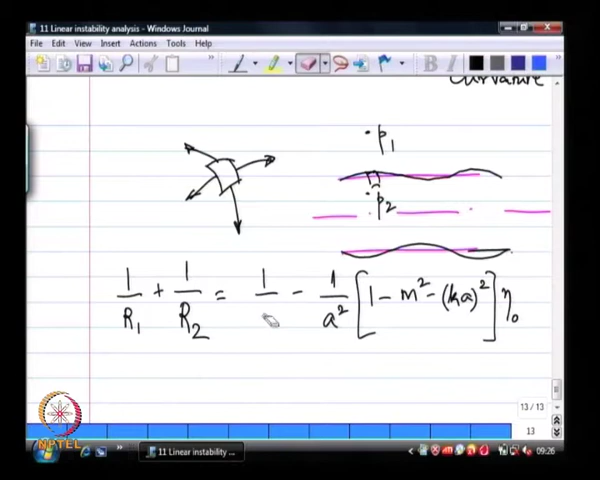 11 Linear instability analysis - Windows Journal
File Edit View Insert Actions Tools Help
B I
curvature
p₁
p₂
1/R₁ + 1/R₂ = 1/ - 1/a² [1 - m² - (ka)²] η₀
13 / 13
13
NPTEL
11 Linear instability ...
09:26